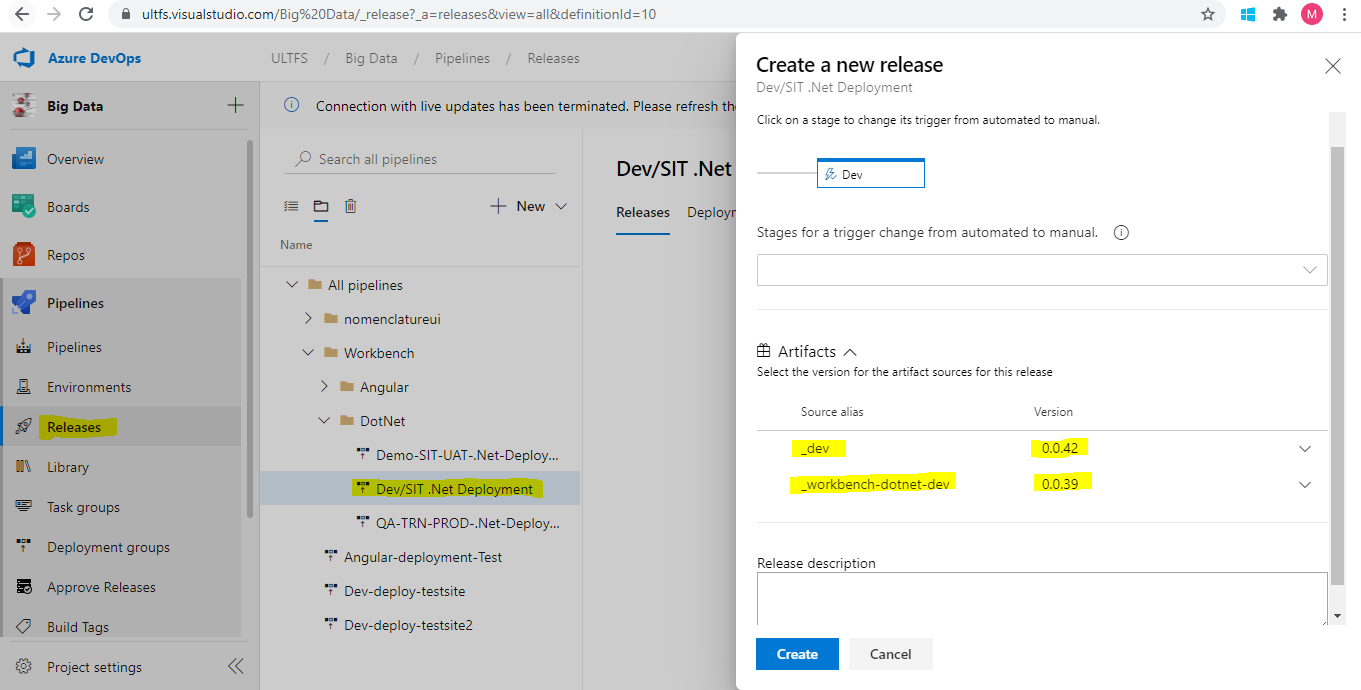 ultfs.visualstudio.com/Big%20Data/_release?_a=releases&view=all&definitionId=10
M
Azure DevOps
ULTFS / Big Data / Pipelines / Releases
Big Data
Overview
Boards
Repos
Pipelines
Pipelines
Environments
Releases
Library
Task groups
Deployment groups
Approve Releases
Build Tags
Project settings
Connection with live updates has been terminated. Please refresh the
Search all pipelines
New
Name
All pipelines
nomenclatureui
Workbench
Angular
DotNet
Demo-SIT-UAT-.Net-Deploy...
Dev/SIT .Net Deployment
QA-TRN-PROD-.Net-Deploy...
Angular-deployment-Test
Dev-deploy-testsite
Dev-deploy-testsite2
Dev/SIT .Net
Releases Deployr
Create a new release
Dev/SIT .Net Deployment
Click on a stage to change its trigger from automated to manual.
Dev
Stages for a trigger change from automated to manual.
Artifacts
Select the version for the artifact sources for this release
Source alias Version
_dev 0.0.42
_workbench-dotnet-dev 0.0.39
Release description
Create Cancel